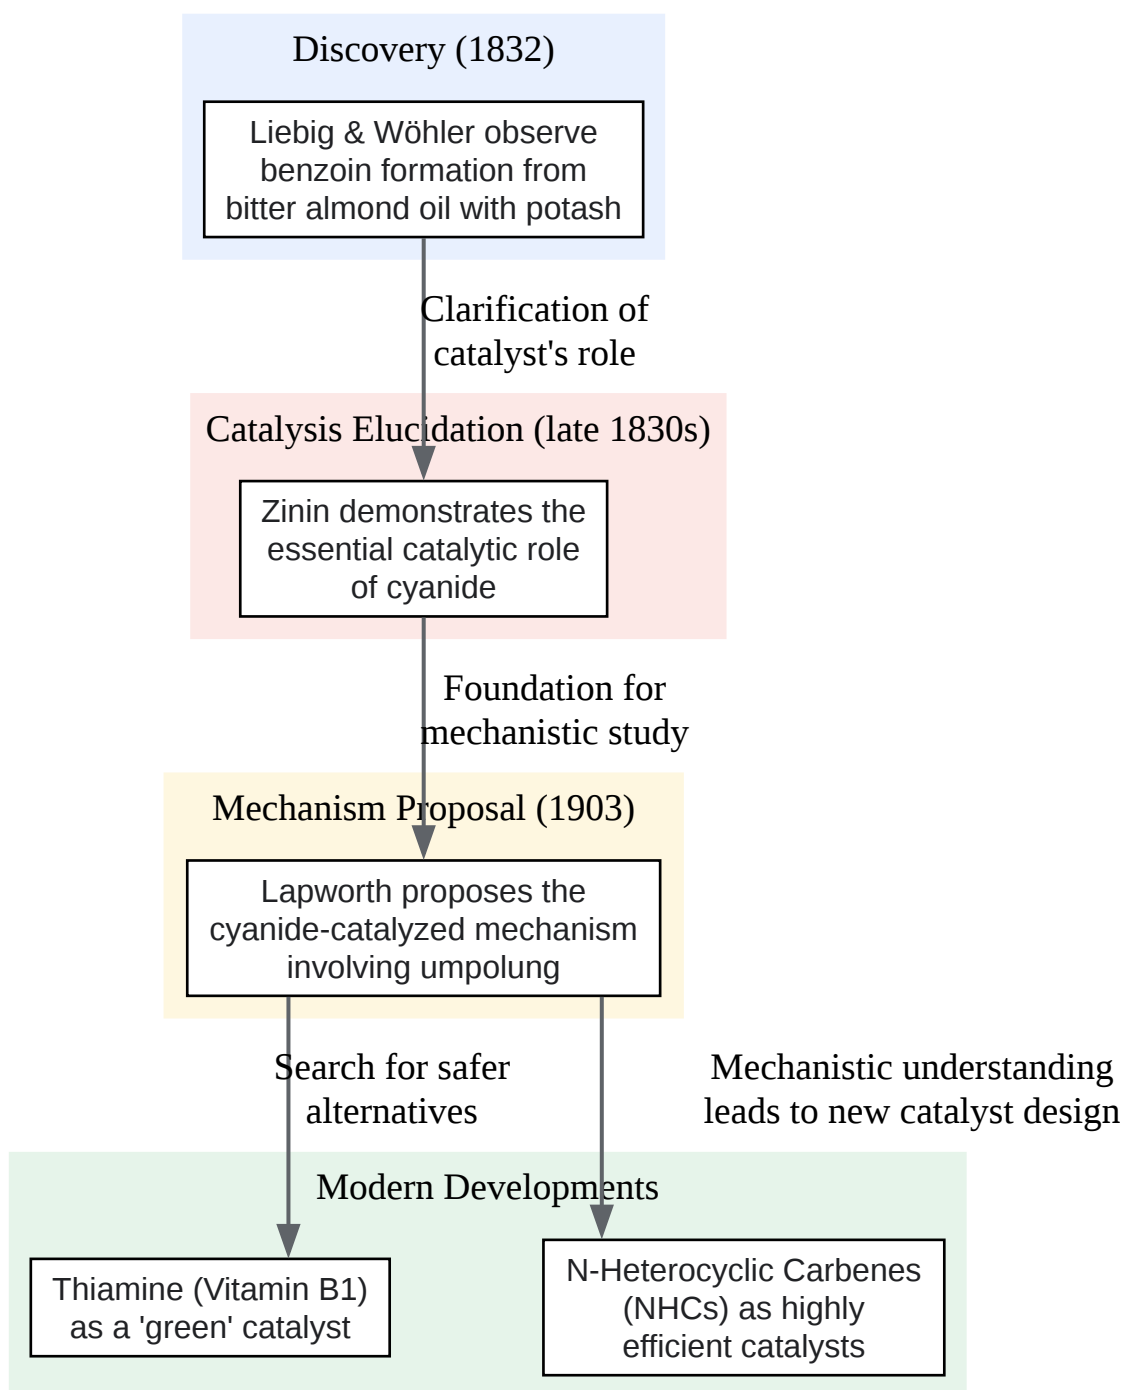 Discovery (1832)
Liebig & Wöhler observe
benzoin formation from
bitter almond oil with potash
Clarification of
catalyst's role
Catalysis Elucidation (late 1830s)
Zinin demonstrates the
essential catalytic role
of cyanide
Foundation for
mechanistic study
Mechanism Proposal (1903)
Lapworth proposes the
cyanide-catalyzed mechanism
involving umpolung
Search for safer
alternatives
Mechanistic understanding
leads to new catalyst design
Modern Developments
Thiamine (Vitamin B1)
as a 'green' catalyst
N-Heterocyclic Carbenes
(NHCs) as highly
efficient catalysts